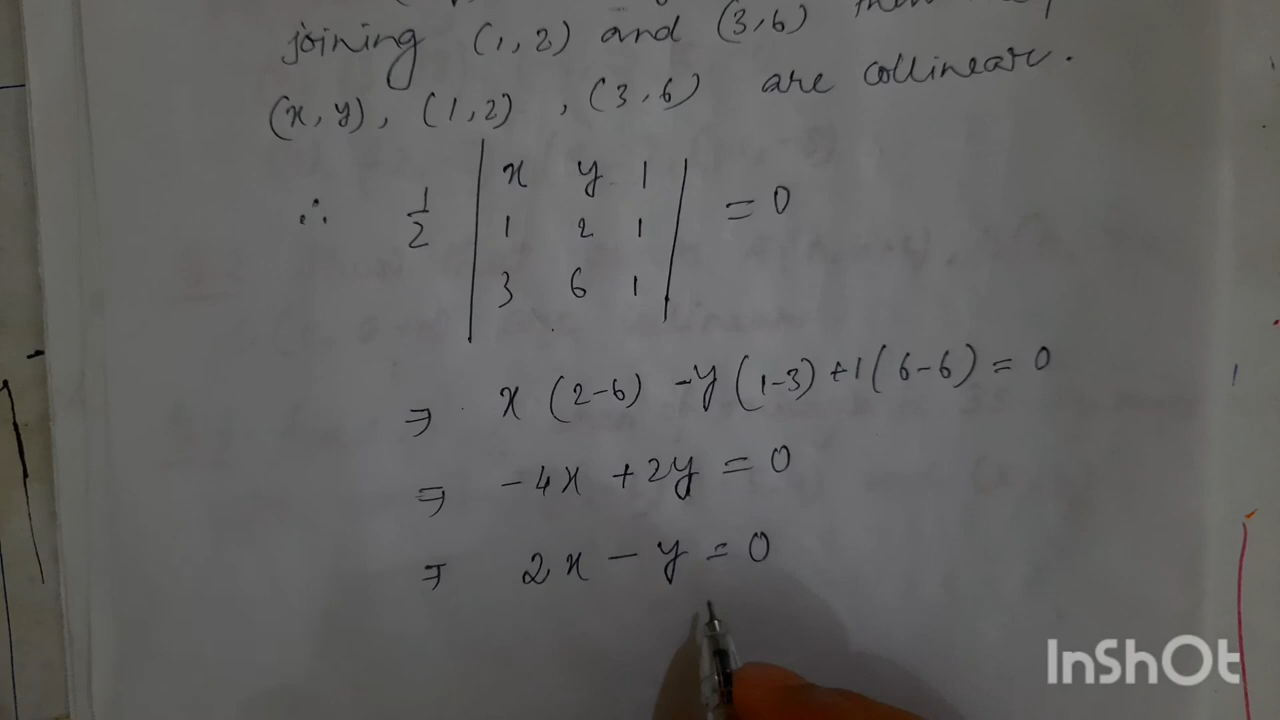 joining (1, 2) and (3, 6)
(x, y), (1, 2), (3, 6) are collinear.
∴ 1/2 | x y 1 | = 0
| 1 2 1 |
| 3 6 1 |
⇒ x (2-6) -y (1-3) +1 (6-6) = 0
⇒ -4x + 2y = 0
⇒ 2x - y = 0
InShOt